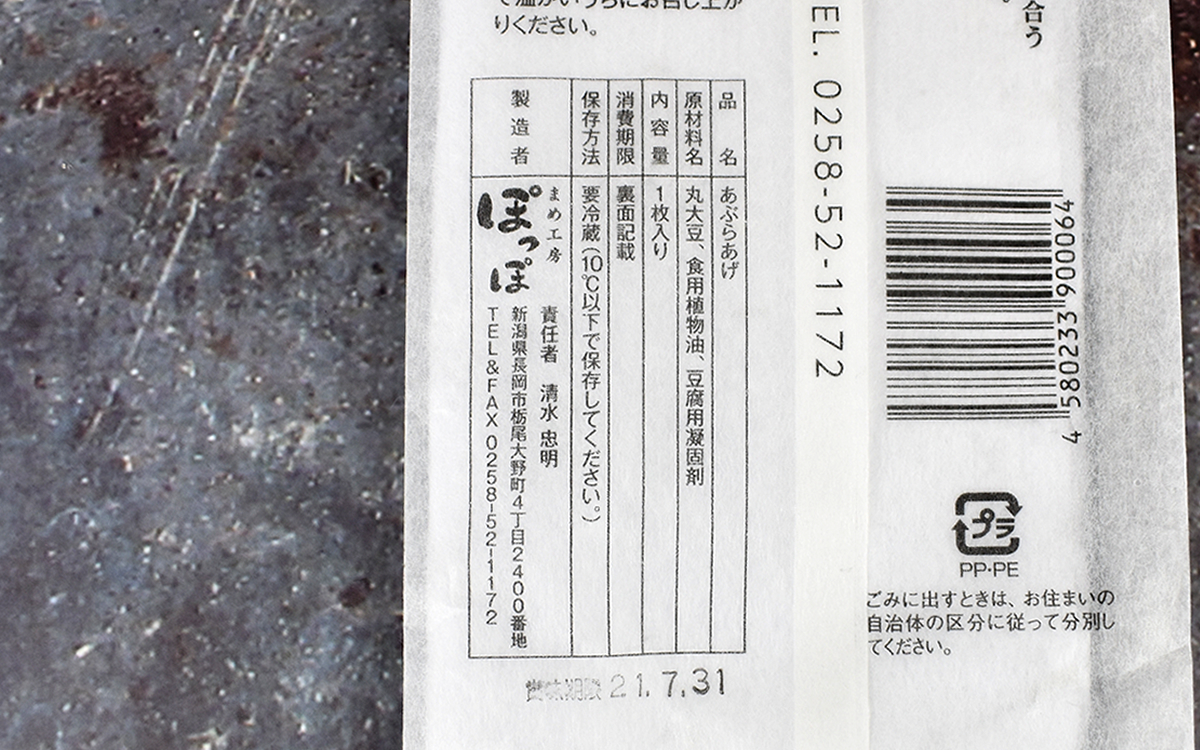 で温かいうちにお召し上が
りください。
品名 あぶらあげ
原材料名 丸大豆、食用植物油、豆腐用凝固剤
内容量 1枚入り
消費期限 裏面記載
保存方法 要冷蔵(10℃以下で保存してください。)
製造者 まめ工房
ぽっぽ
責任者 清水 忠明
新潟県長岡市栃尾大野町4丁目2400番地
TEL&FAX 0258-52-1172
賞味期限 21.7.31
EL. 0258-52-1172
合う
4 580233 900064
プラ
PP・PE
ごみに出すときは、お住まいの
自治体の区分に従って分別し
てください。